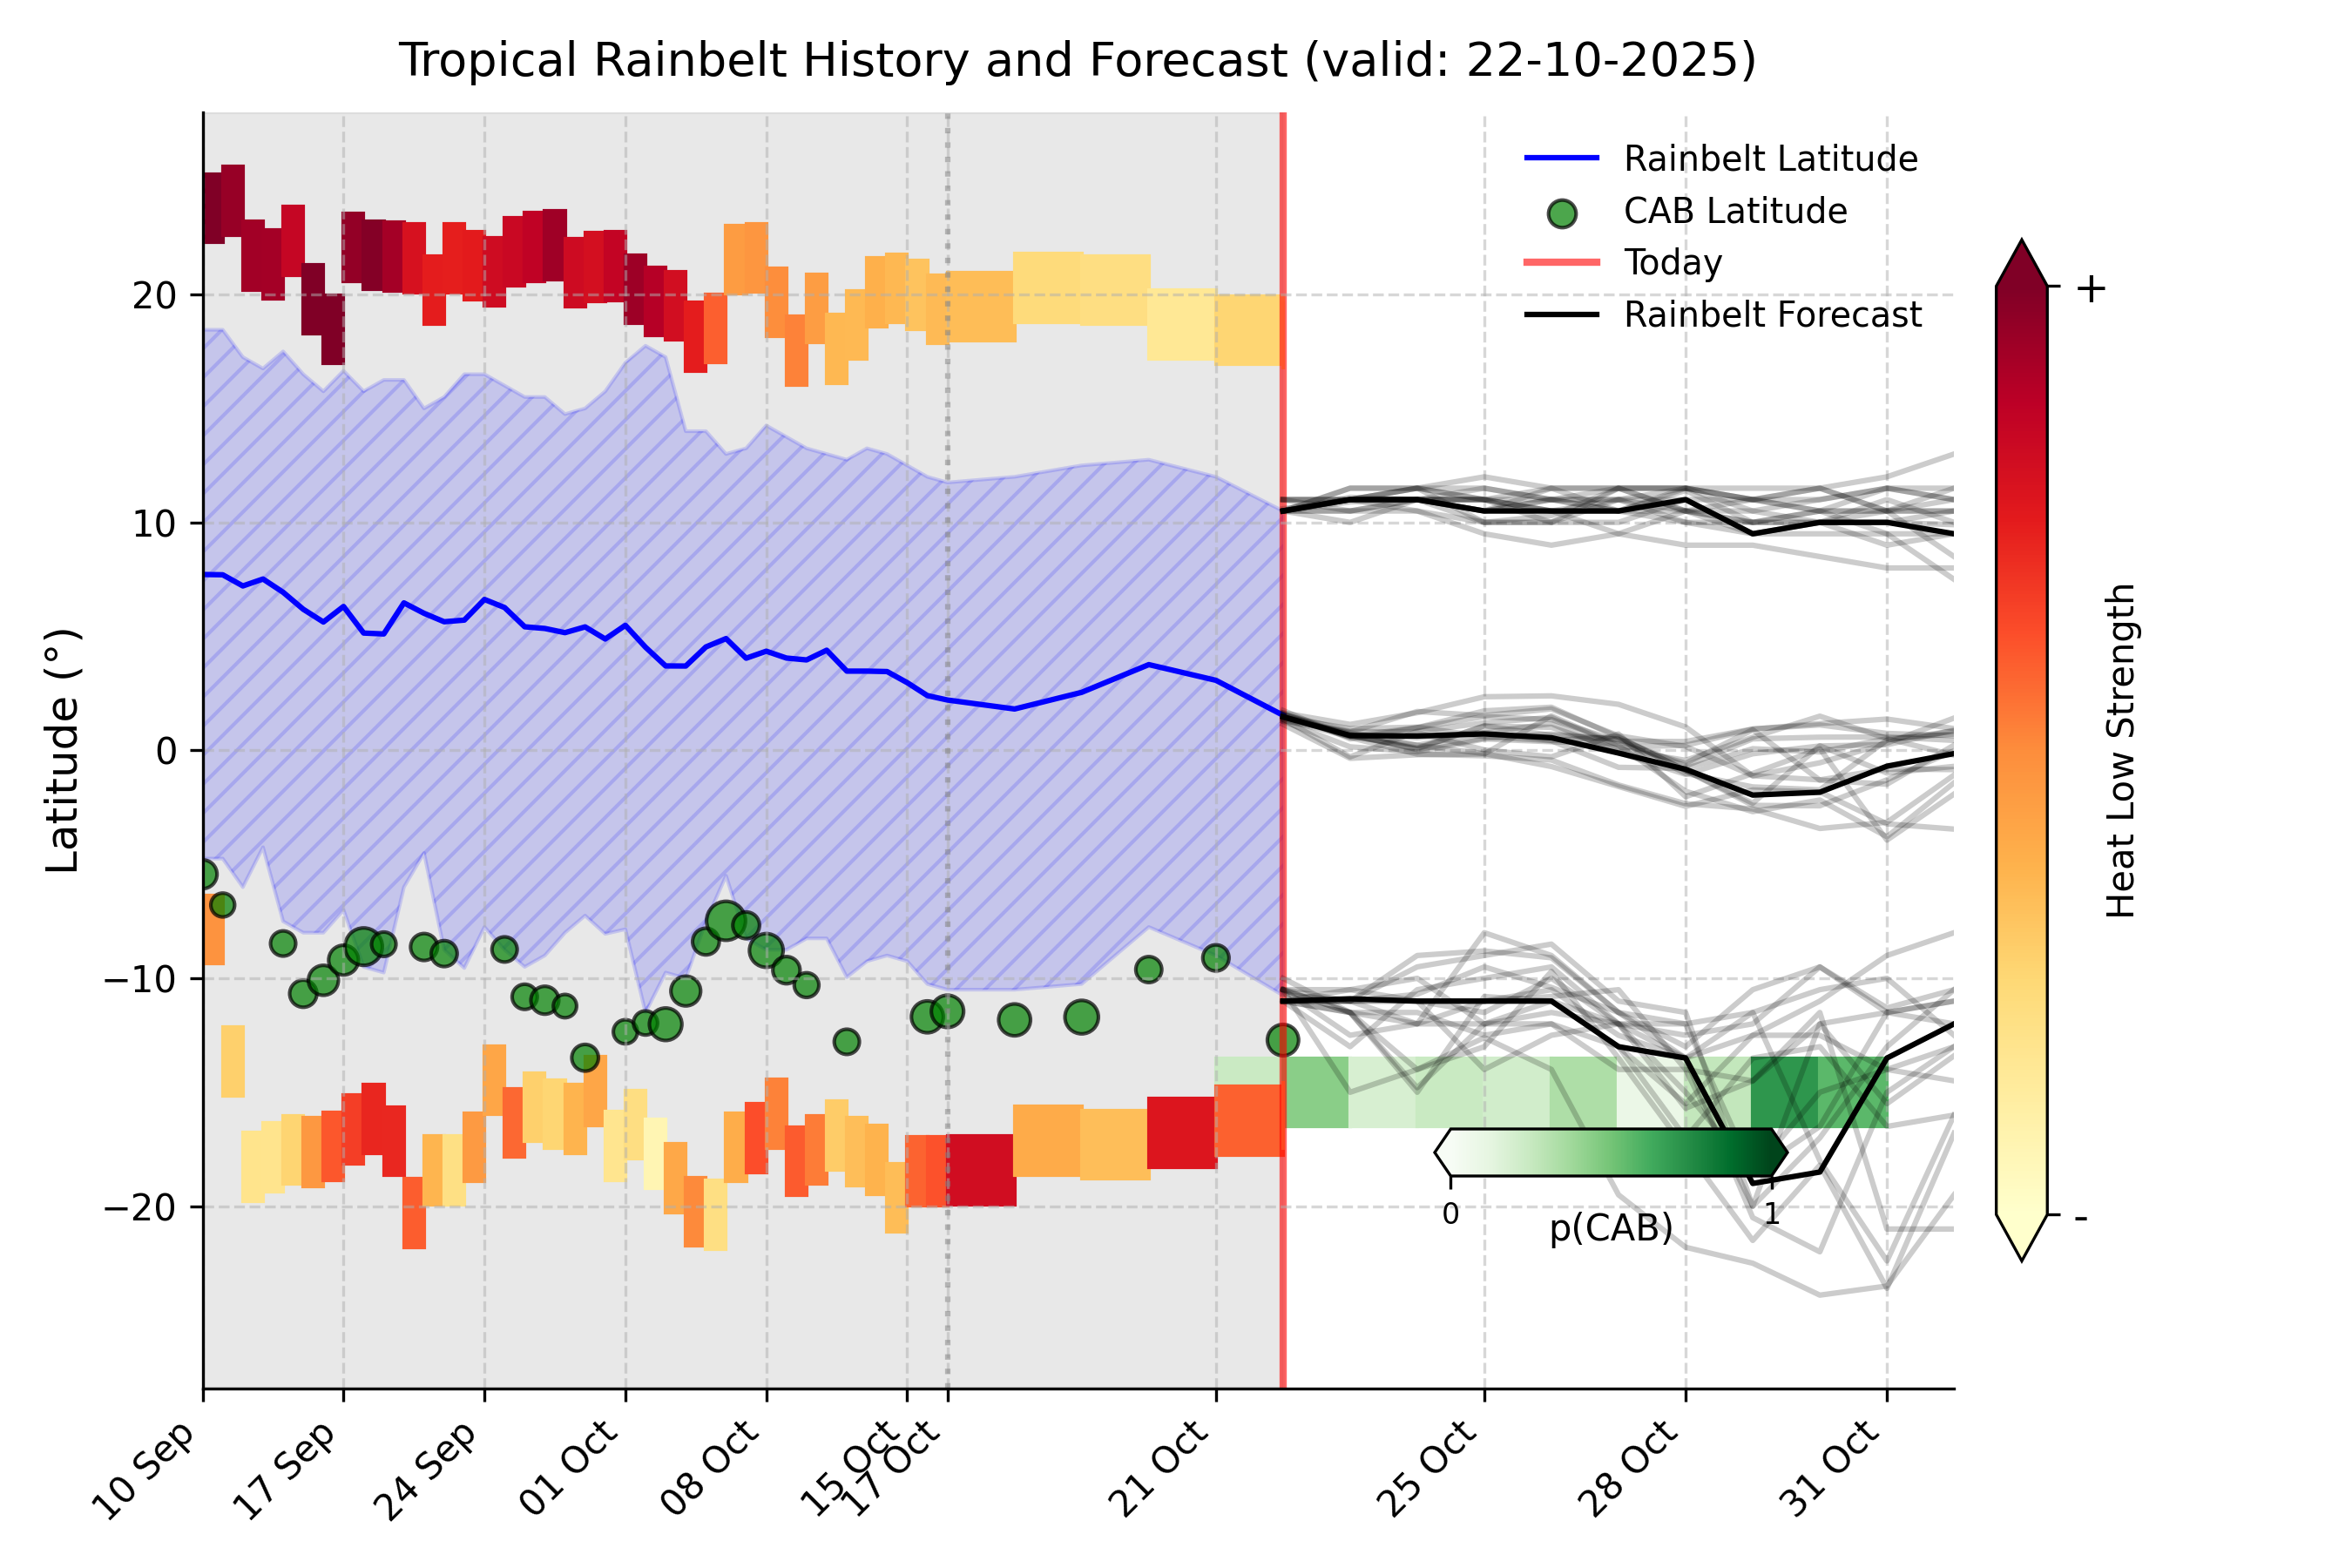 Tropical Rainbelt History and Forecast (valid: 22-10-2025)
Rainbelt Latitude
CAB Latitude
Today
Rainbelt Forecast
Latitude (°)
20
10
0
−10
−20
10 Sep
17 Sep
24 Sep
01 Oct
08 Oct
15 Oct
17 Oct
21 Oct
25 Oct
28 Oct
31 Oct
0
1
p(CAB)
+
-
Heat Low Strength